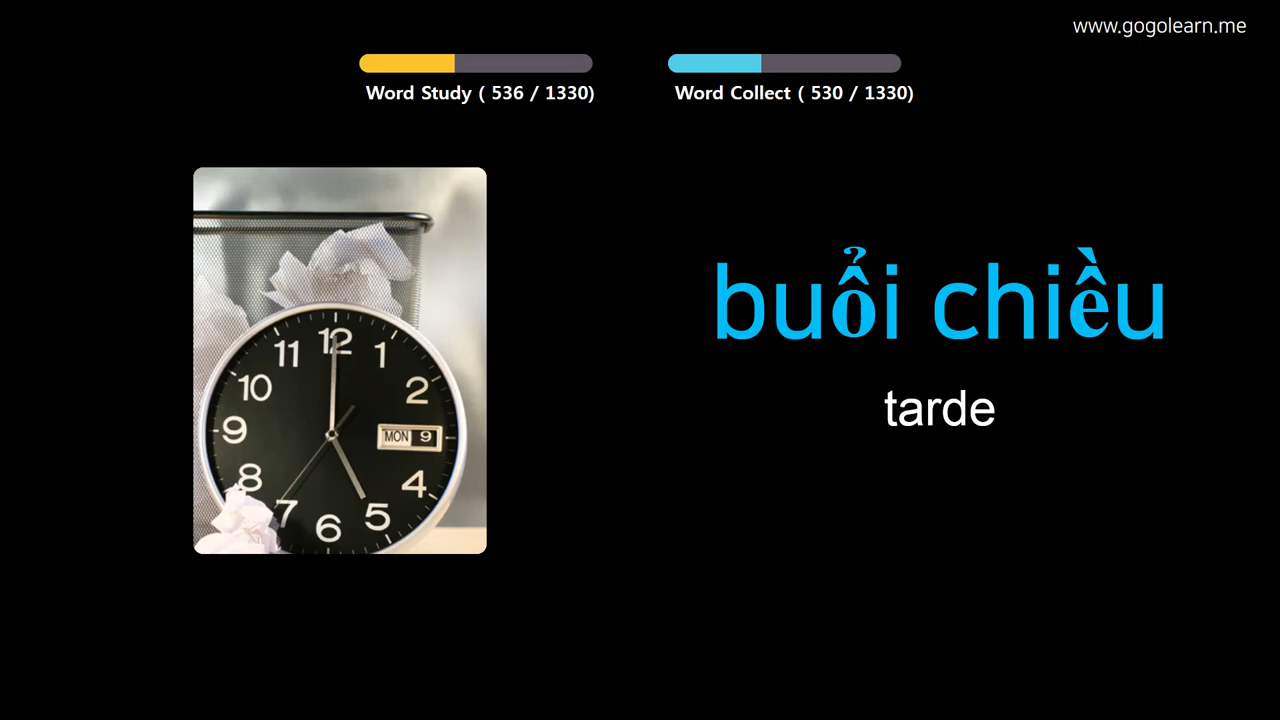 www.gogolearn.me
Word Study ( 536 / 1330)
Word Collect ( 530 / 1330)
12
11
1
10
2
9
MON 9
8
4
7
5
6
buổi chiều
tarde